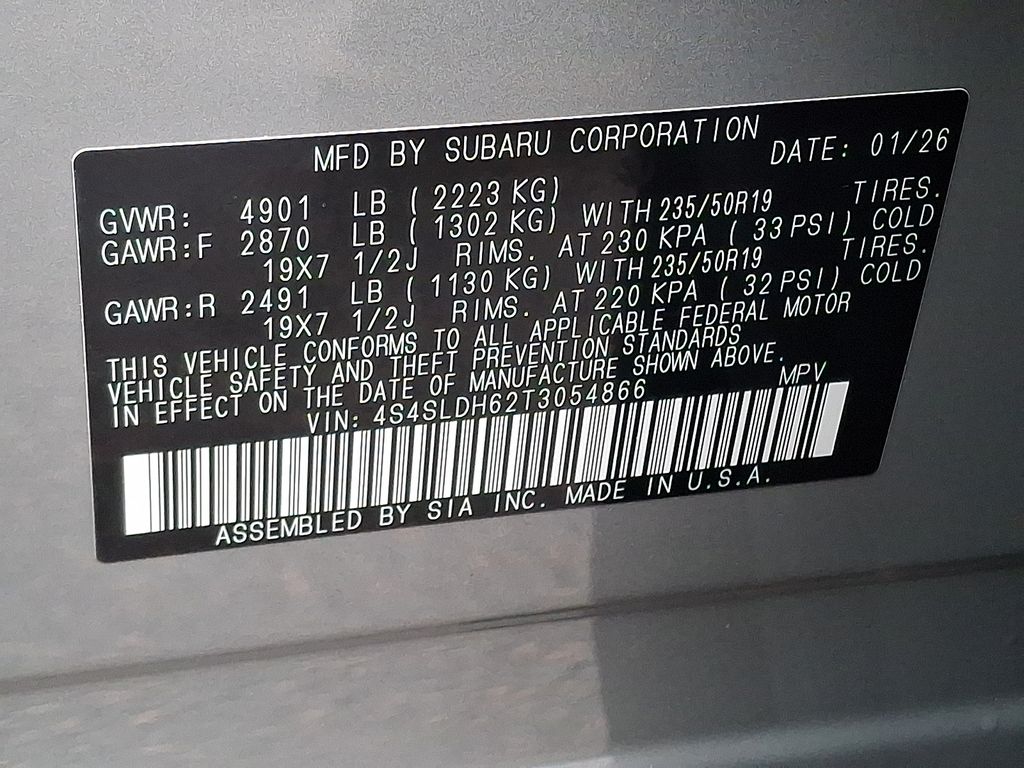 MFD BY SUBARU CORPORATION DATE: 01/26
GVWR: 4901 LB ( 2223 KG)
GAWR:F 2870 LB ( 1302 KG) WITH 235/50R19 TIRES.
19X7 1/2J RIMS. AT 230 KPA ( 33 PSI) COLD
GAWR:R 2491 LB ( 1130 KG) WITH 235/50R19 TIRES.
19X7 1/2J RIMS. AT 220 KPA ( 32 PSI) COLD
THIS VEHICLE CONFORMS TO ALL APPLICABLE FEDERAL MOTOR
VEHICLE SAFETY AND THEFT PREVENTION STANDARDS
IN EFFECT ON THE DATE OF MANUFACTURE SHOWN ABOVE.
VIN: 4S4SLDH62T3054866 MPV
ASSEMBLED BY SIA INC. MADE IN U.S.A.